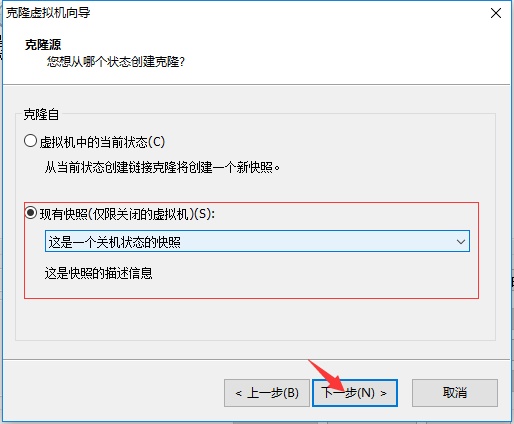 克隆虚拟机向导
克隆源
您想从哪个状态创建克隆?
克隆自
虚拟机中的当前状态(C)
从当前状态创建链接克隆将创建一个新快照。
现有快照(仅限关闭的虚拟机)(S):
这是一个关机状态的快照
这是快照的描述信息
< 上一步(B)
下一步(N) >
取消